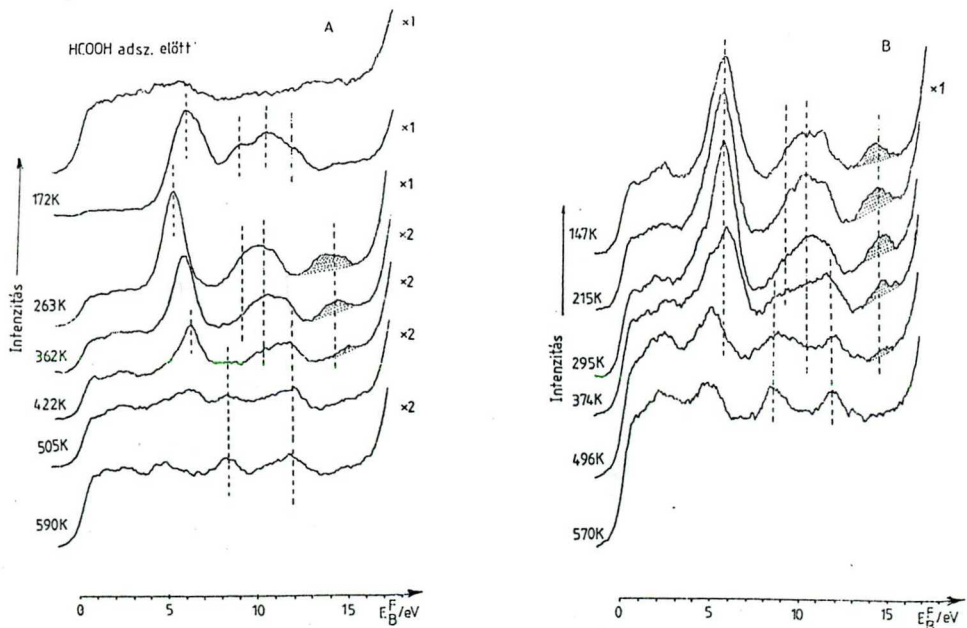 A
HCOOH adsz. előtt
×1
×1
×1
×2
×2
×2
×2
172K
263K
362K
422K
505K
590K
Intenzitás
0 5 10 15 E_B^F/eV
B
×1
147K
215K
295K
374K
496K
570K
Intenzitás
0 5 10 15 E_B^F/eV